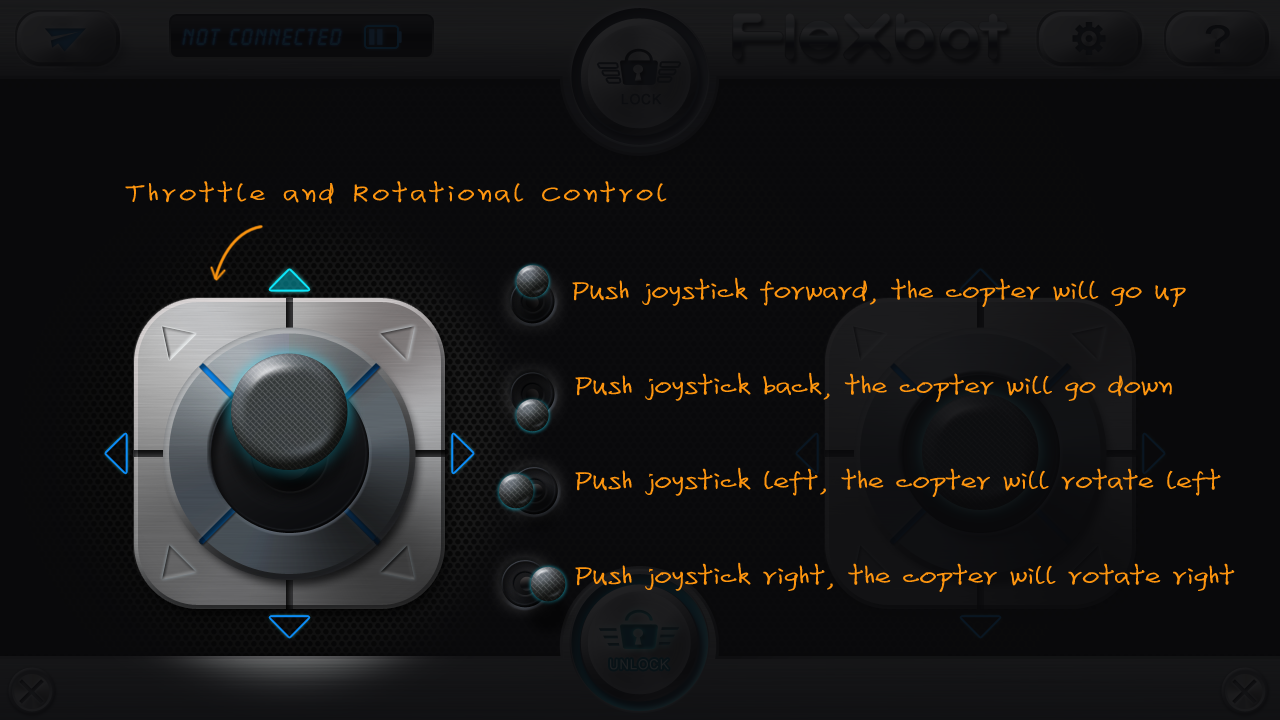 NOT CONNECTED
FleXbot
?
LOCK
Throttle and Rotational Control
Push joystick forward, the copter will go up
Push joystick back, the copter will go down
Push joystick left, the copter will rotate left
Push joystick right, the copter will rotate right
UNLOCK